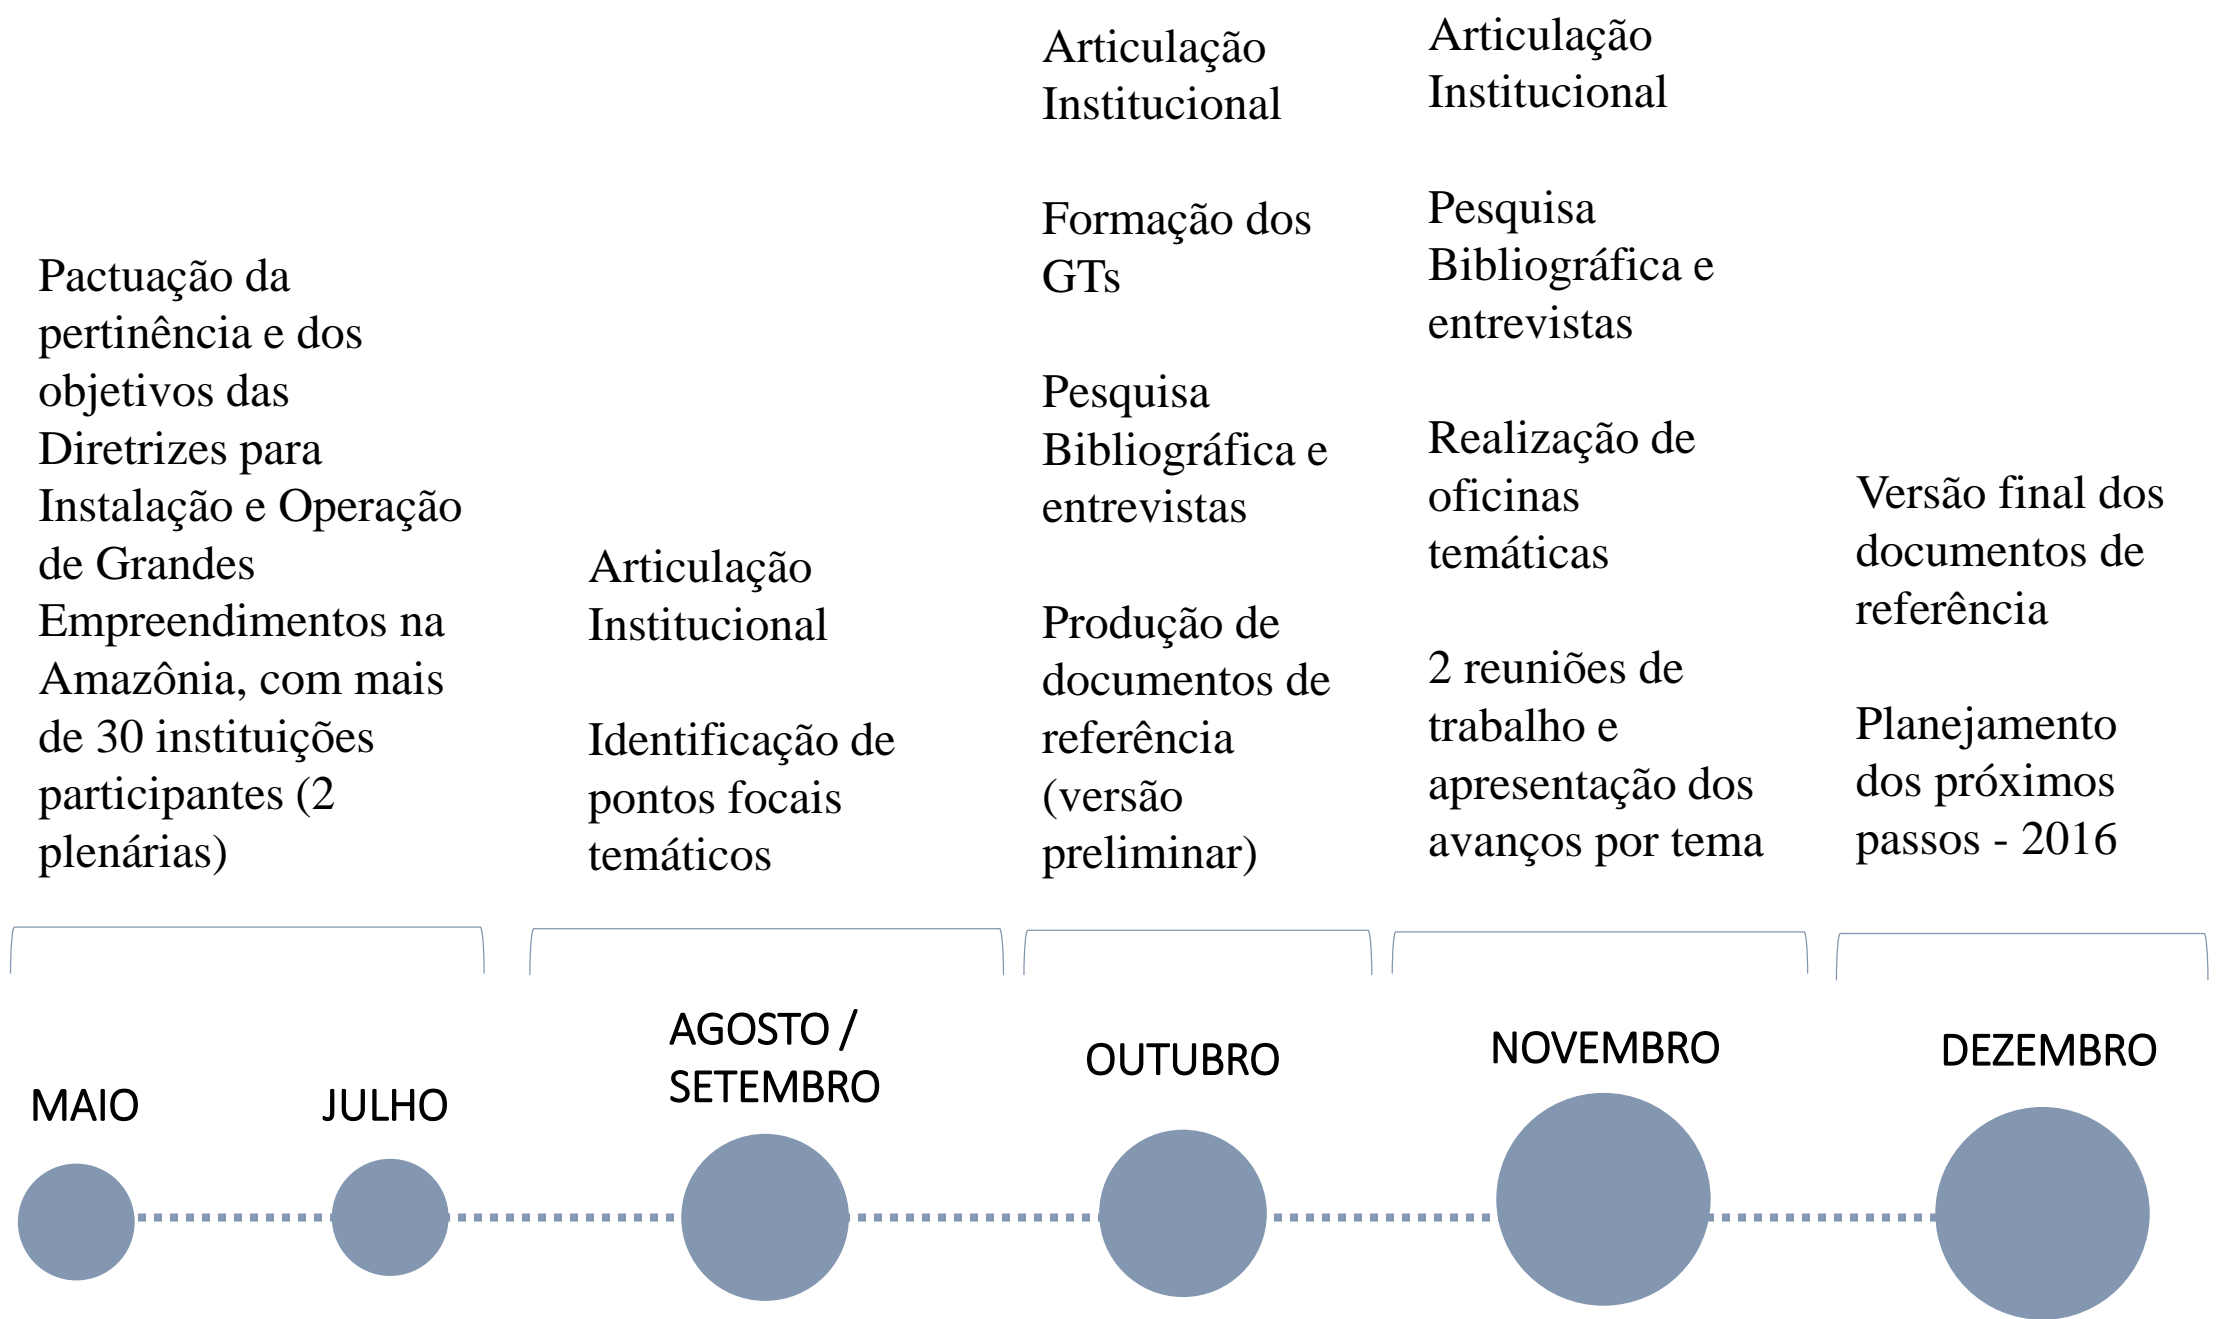 Pactuação da
pertinência e dos
objetivos das
Diretrizes para
Instalação e Operação
de Grandes
Empreendimentos na
Amazônia, com mais
de 30 instituições
participantes (2
plenárias)
Articulação
Institucional
Identificação de
pontos focais
temáticos
Articulação
Institucional
Formação dos
GTs
Pesquisa
Bibliográfica e
entrevistas
Produção de
documentos de
referência
(versão
preliminar)
Articulação
Institucional
Pesquisa
Bibliográfica e
entrevistas
Realização de
oficinas
temáticas
2 reuniões de
trabalho e
apresentação dos
avanços por tema
Versão final dos
documentos de
referência
Planejamento
dos próximos
passos - 2016
MAIO
JULHO
AGOSTO /
SETEMBRO
OUTUBRO
NOVEMBRO
DEZEMBRO